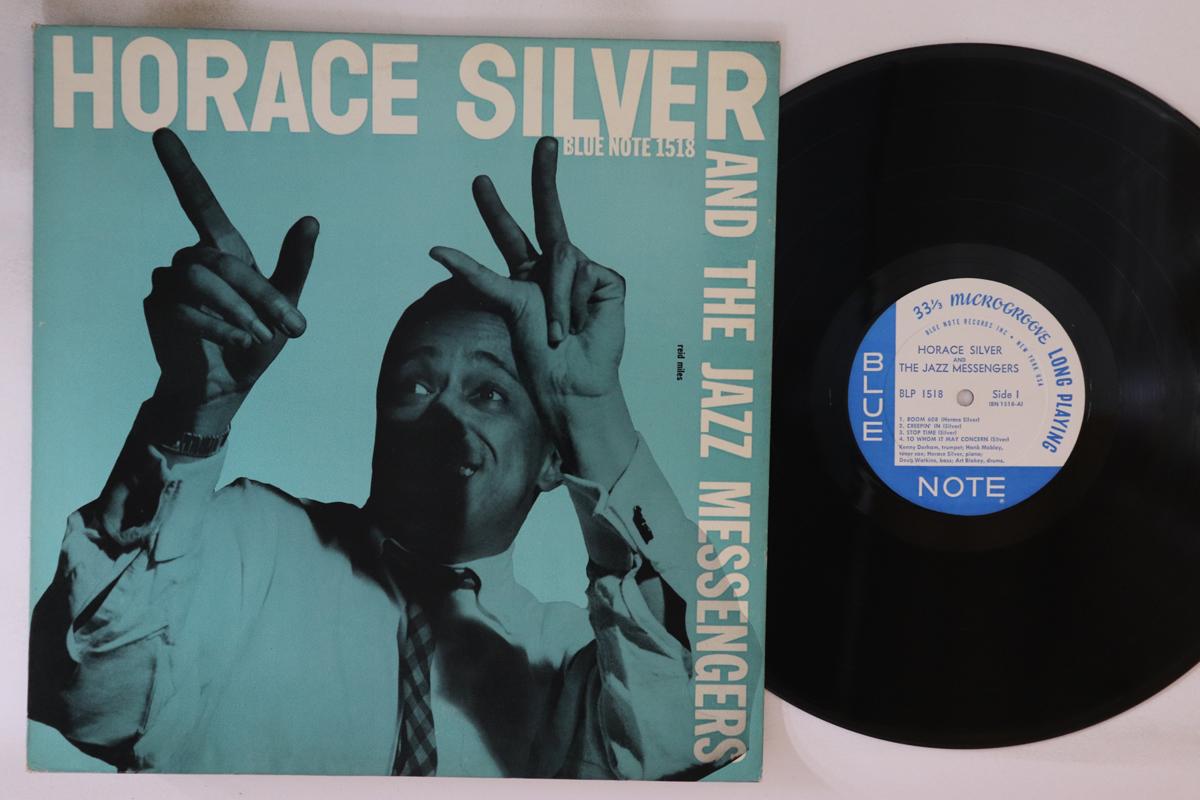 HORACE SILVER
BLUE NOTE 1518
AND THE JAZZ MESSENGERS
reid miles
33⅓ MICROGROOVE LONG PLAYING
BLUE NOTE RECORDS INC • NEW YORK USA
HORACE SILVER
AND
THE JAZZ MESSENGERS
BLP 1518 Side 1
(BN 1518-A)
1. ROOM 608 (Horace Silver)
2. CREEPIN' IN (Silver)
3. STOP TIME (Silver)
4. TO WHOM IT MAY CONCERN (Silver)
Kenny Dorham, trumpet; Hank Mobley,
tenor sax; Horace Silver, piano;
Doug Watkins, bass; Art Blakey, drums.
BLUE
NOTE